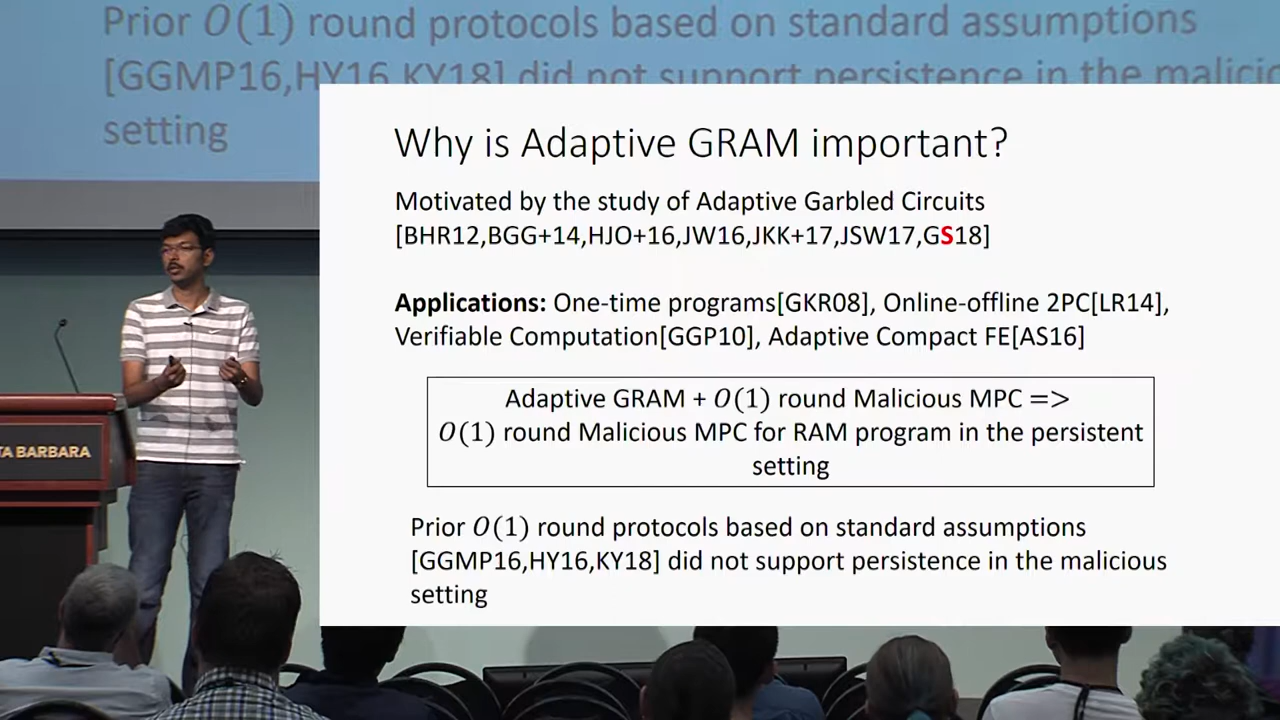 Prior O(1) round protocols based on standard assumptions
[GGMP16,HY16,KY18] did not support persistence in the malicio
setting
Why is Adaptive GRAM important?
Motivated by the study of Adaptive Garbled Circuits
[BHR12,BGG+14,HJO+16,JW16,JKK+17,JSW17,GS18]
Applications: One-time programs[GKR08], Online-offline 2PC[LR14],
Verifiable Computation[GGP10], Adaptive Compact FE[AS16]
Adaptive GRAM + O(1) round Malicious MPC =>
O(1) round Malicious MPC for RAM program in the persistent
setting
Prior O(1) round protocols based on standard assumptions
[GGMP16,HY16,KY18] did not support persistence in the malicious
setting
TA BARBARA